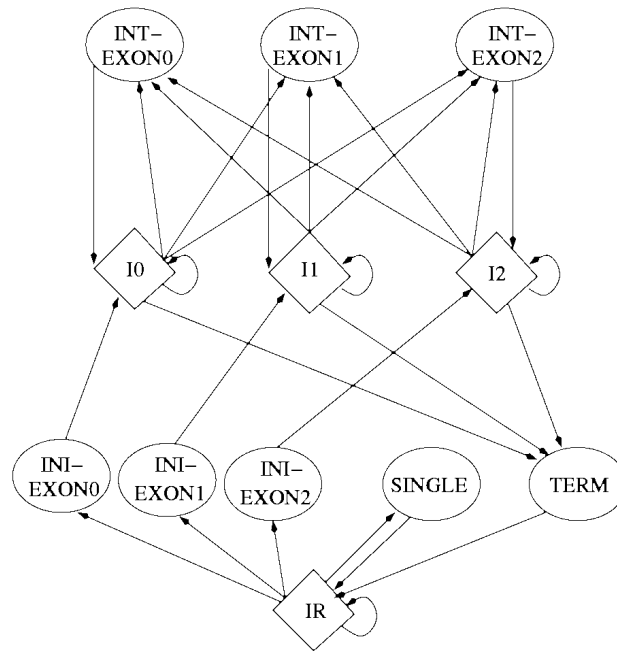 INT-
EXON0
INT-
EXON1
INT-
EXON2
I0
I1
I2
INI-
EXON0
INI-
EXON1
INI-
EXON2
SINGLE
TERM
IR